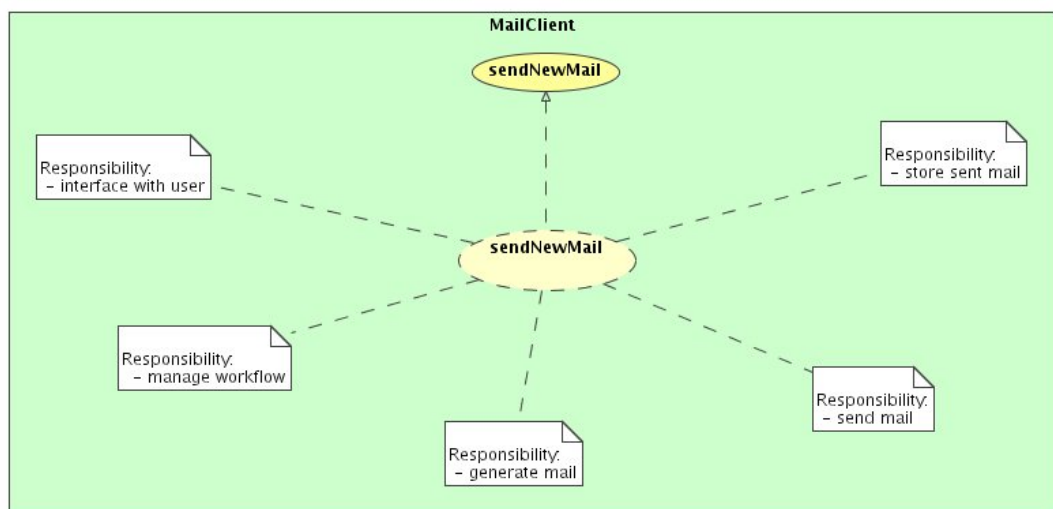 MailClient
sendNewMail
Responsibility:
- interface with user
Responsibility:
- store sent mail
sendNewMail
Responsibility:
- manage workflow
Responsibility:
- send mail
Responsibility:
- generate mail